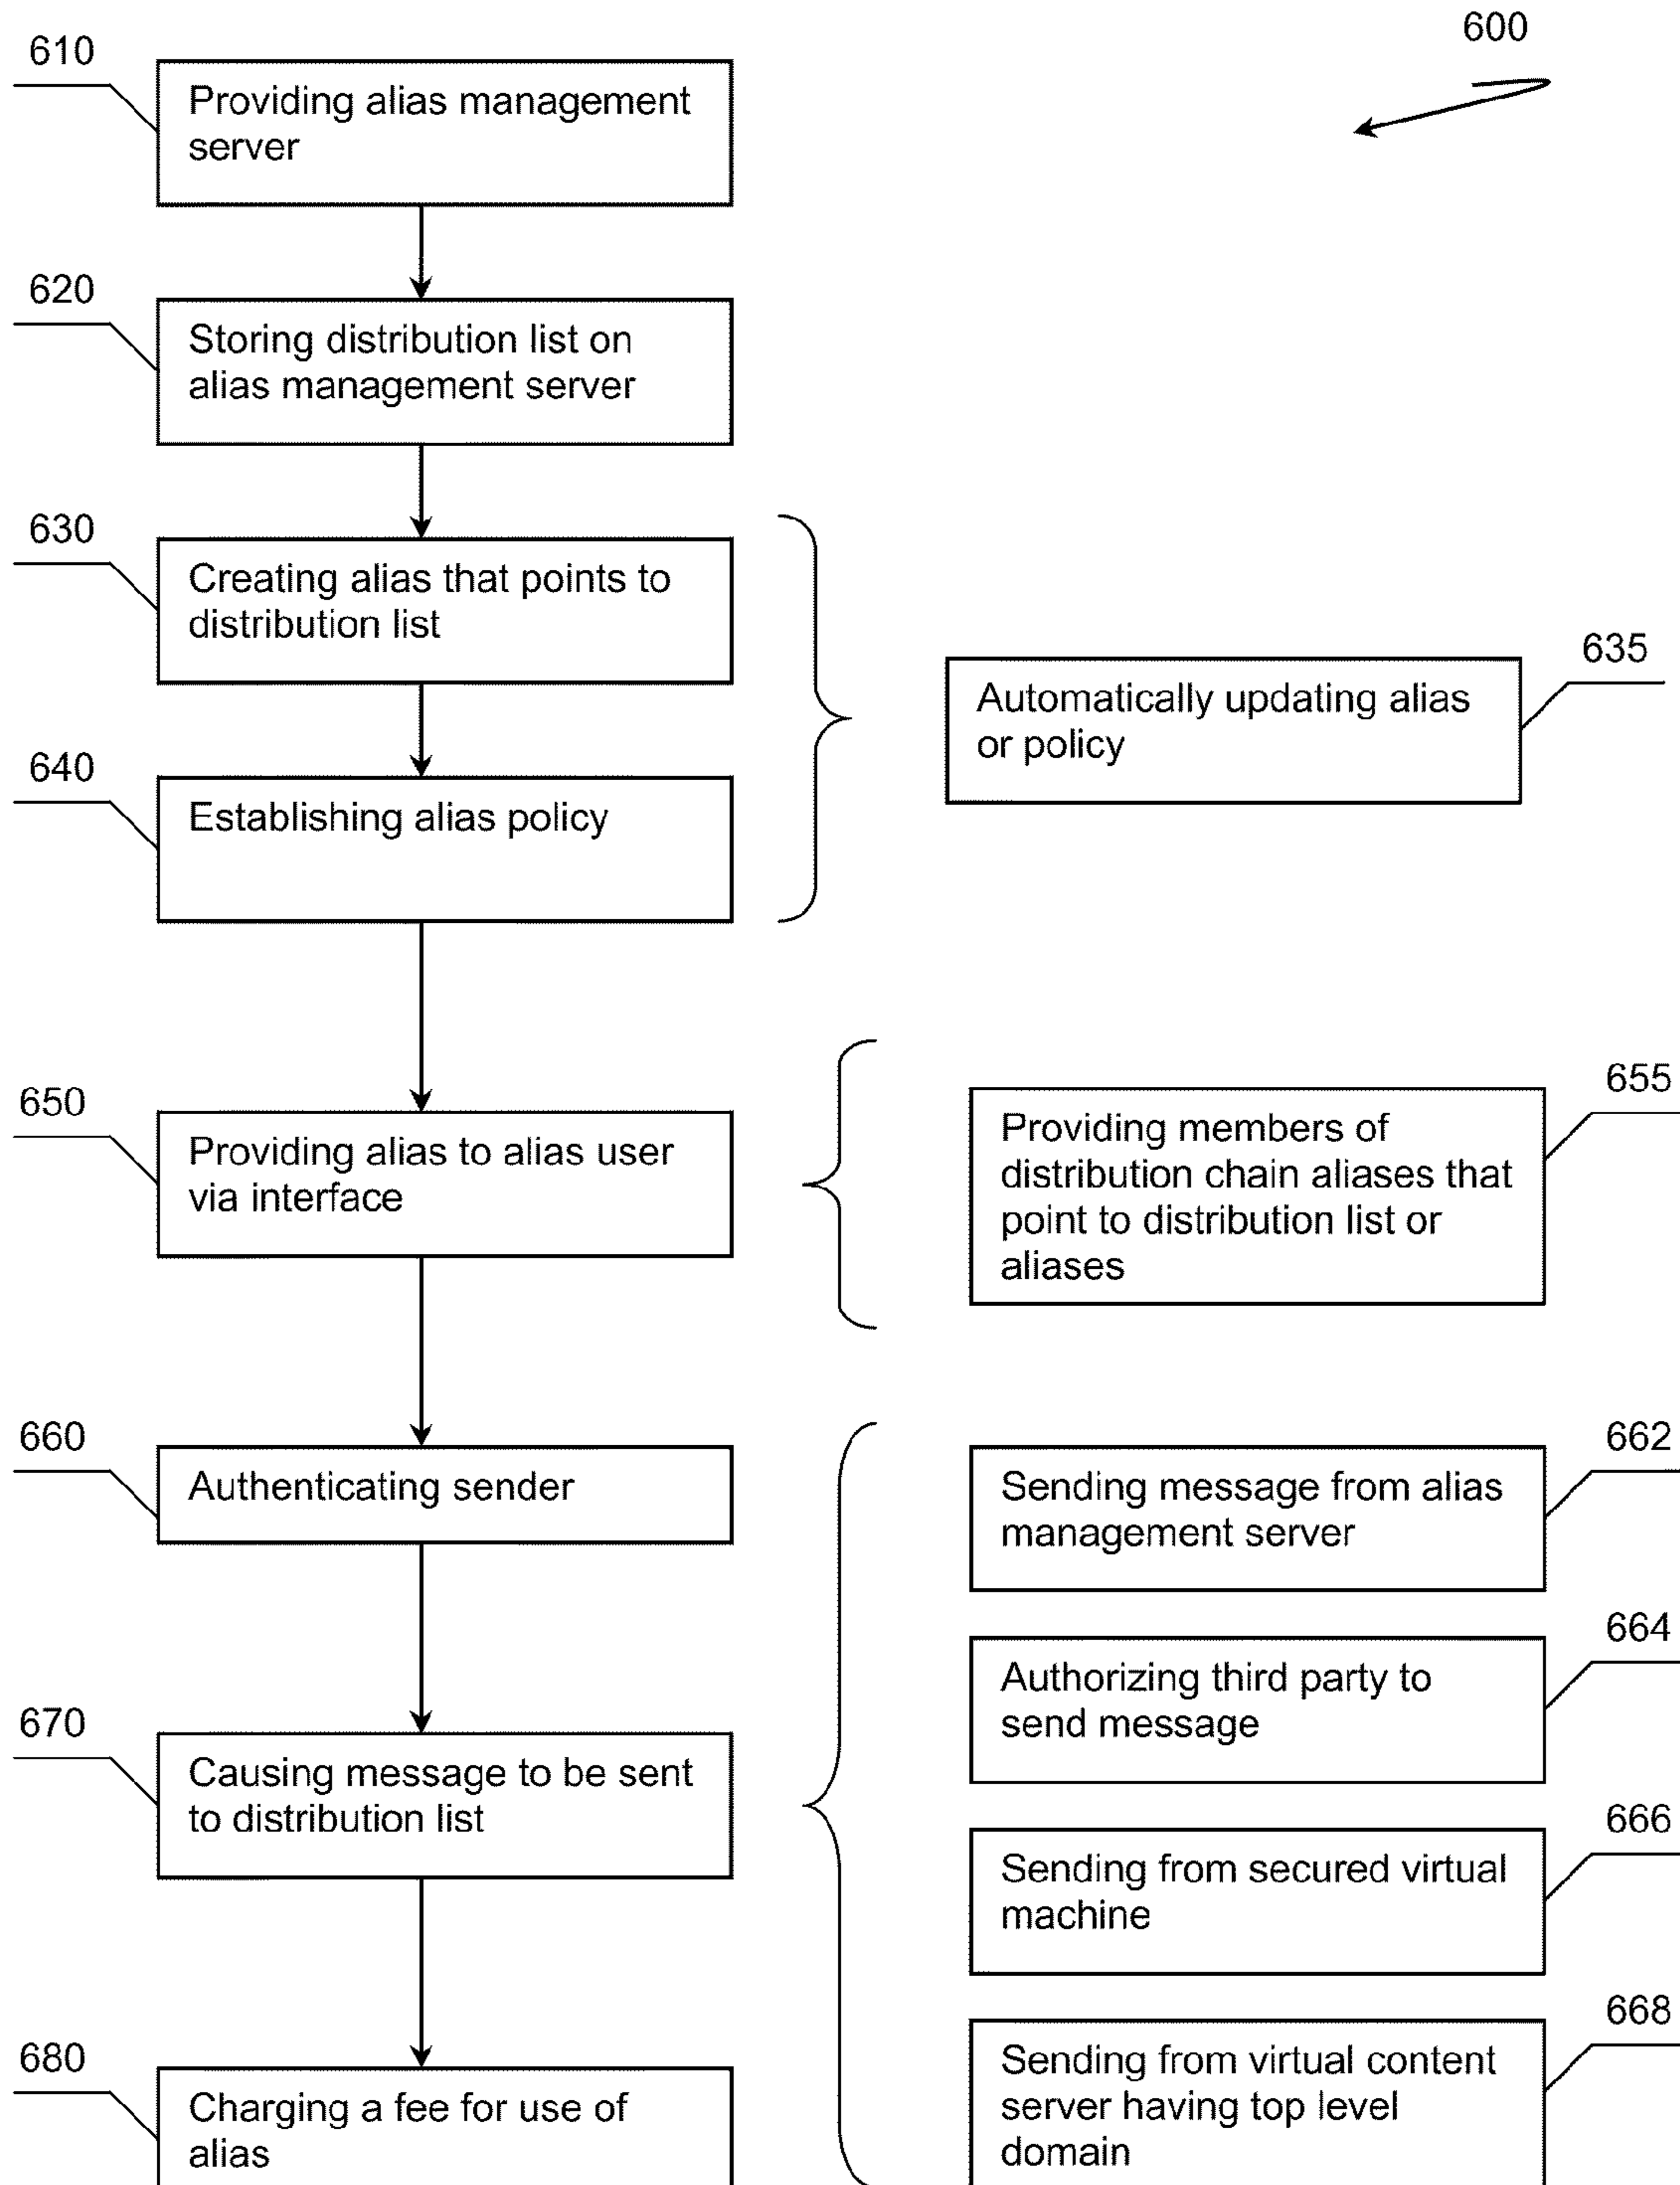 600
610
Providing alias management
server
620
Storing distribution list on
alias management server
630
Creating alias that points to
distribution list
635
Automatically updating alias
or policy
640
Establishing alias policy
650
Providing alias to alias user
via interface
655
Providing members of
distribution chain aliases that
point to distribution list or
aliases
660
Authenticating sender
662
Sending message from alias
management server
664
Authorizing third party to
send message
670
Causing message to be sent
to distribution list
666
Sending from secured virtual
machine
668
Sending from virtual content
server having top level
domain
680
Charging a fee for use of
alias